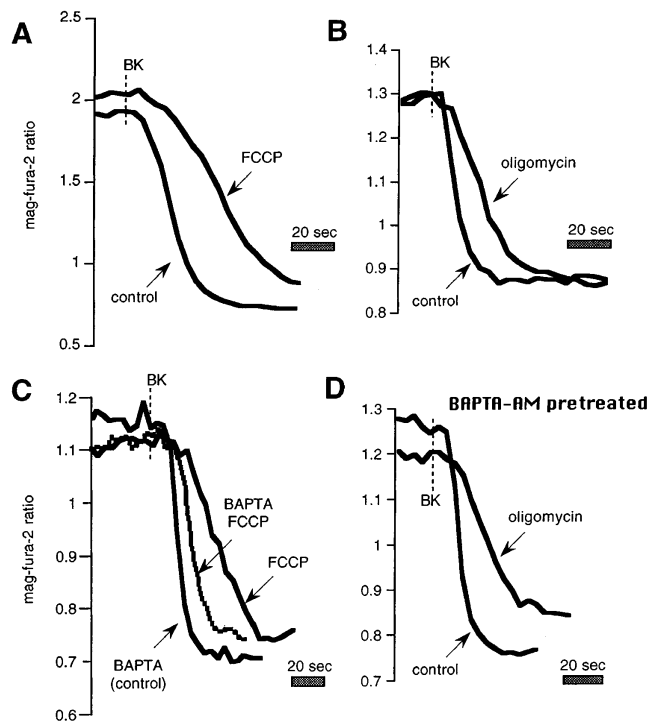 A
2.5
2
1.5
1
0.5
mag-fura-2 ratio
BK
FCCP
control
20 sec
B
1.4
1.3
1.2
1.1
1
0.9
0.8
BK
oligomycin
20 sec
control
C
1.2
1.1
1
0.9
0.8
0.7
0.6
mag-fura-2 ratio
BK
BAPTA
FCCP
FCCP
BAPTA
(control)
20 sec
D
BAPTA-AM pretreated
1.3
1.2
1
0.9
0.8
0.7
BK
oligomycin
control
20 sec